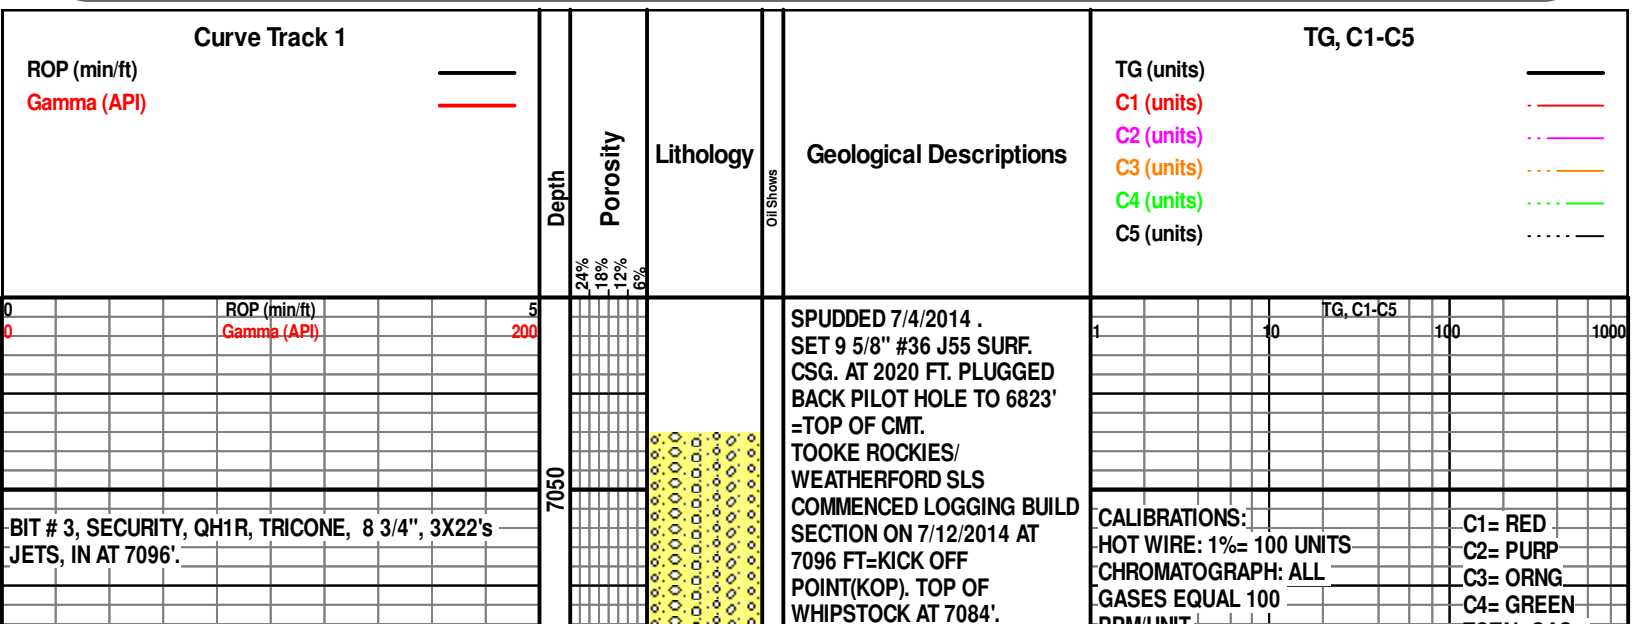 Curve Track 1
ROP (min/ft)
Gamma (API)
Depth
Porosity
24%
18%
12%
6%
Lithology
Oil Shows
Geological Descriptions
TG, C1-C5
TG (units)
C1 (units)
C2 (units)
C3 (units)
C4 (units)
C5 (units)
0 ROP (min/ft) 5
0 Gamma (API) 200
7050
BIT # 3, SECURITY, QH1R, TRICONE, 8 3/4", 3X22's
JETS, IN AT 7096'.
SPUDDED 7/4/2014 .
SET 9 5/8" #36 J55 SURF.
CSG. AT 2020 FT. PLUGGED
BACK PILOT HOLE TO 6823'
=TOP OF CMT.
TOOKE ROCKIES/
WEATHERFORD SLS
COMMENCED LOGGING BUILD
SECTION ON 7/12/2014 AT
7096 FT=KICK OFF
POINT(KOP). TOP OF
WHIPSTOCK AT 7084'.
TG, C1-C5
1 10 100 1000
CALIBRATIONS:
HOT WIRE: 1%= 100 UNITS
CHROMATOGRAPH: ALL
GASES EQUAL 100
PPM/UNIT
C1= RED
C2= PURP
C3= ORNG
C4= GREEN
TOTAL GAS